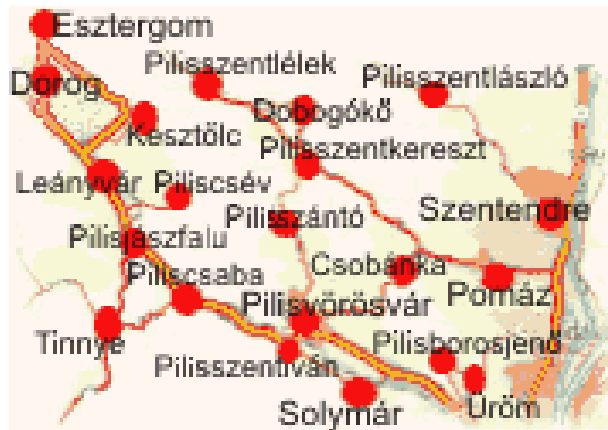 Esztergom
Pilisszentlélek
Pilisszentlászló
Dorog
Dobogókő
Kesztölc
Pilisszentkereszt
Leányvár
Piliscsév
Szentendre
Pilisszántó
Pilisjászfalu
Csobánka
Piliscsaba
Pomáz
Pilisvörösvár
Tinnye
Pilisborosjenő
Pilisszentiván
Solymár
Üröm